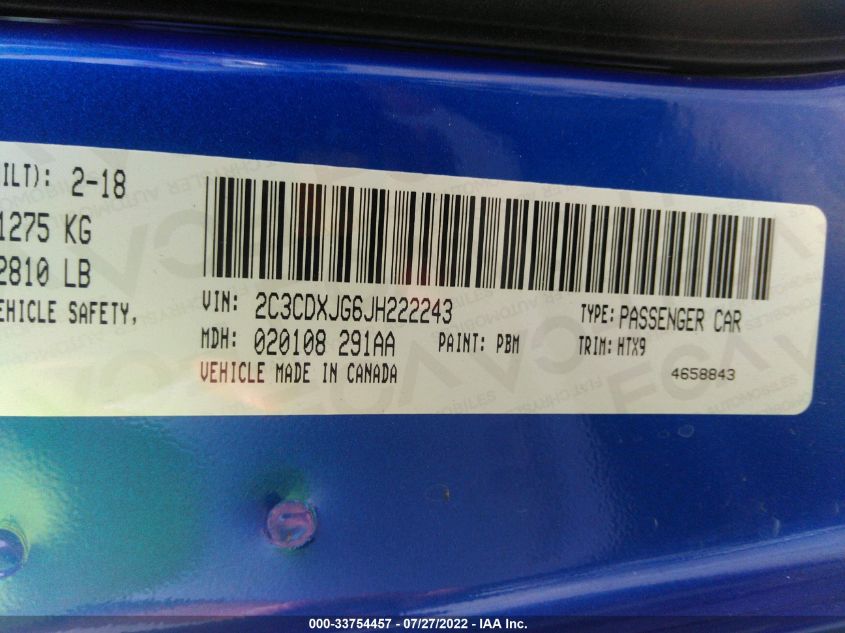 ILT): 2-18
1275 KG
2810 LB
EHICLE SAFETY,
VIN: 2C3CDXJG6JH222243
TYPE: PASSENGER CAR
MDH: 020108 291AA
PAINT: PBM
TRIM: HTX9
VEHICLE MADE IN CANADA
4658843
000-33754457 - 07/27/2022 - IAA Inc.